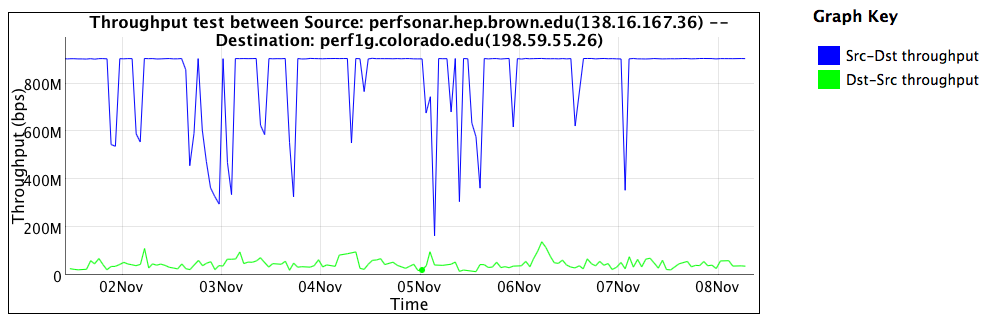 Throughput test between Source: perfsonar.hep.brown.edu(138.16.167.36) --
Destination: perf1g.colorado.edu(198.59.55.26)
Graph Key
Src-Dst throughput
Dst-Src throughput
Throughput (bps)
800M
600M
400M
200M
0
02Nov 03Nov 04Nov 05Nov 06Nov 07Nov 08Nov
Time